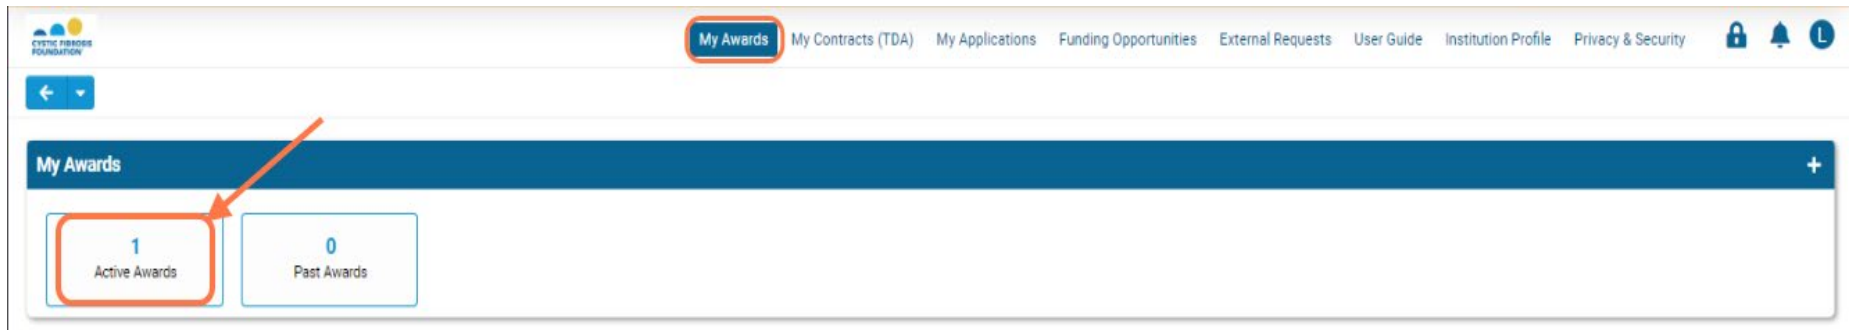 CYSTIC FIBROSIS
FOUNDATION
My Awards My Contracts (TDA) My Applications Funding Opportunities External Requests User Guide Institution Profile Privacy & Security L
My Awards +
1
Active Awards
0
Past Awards